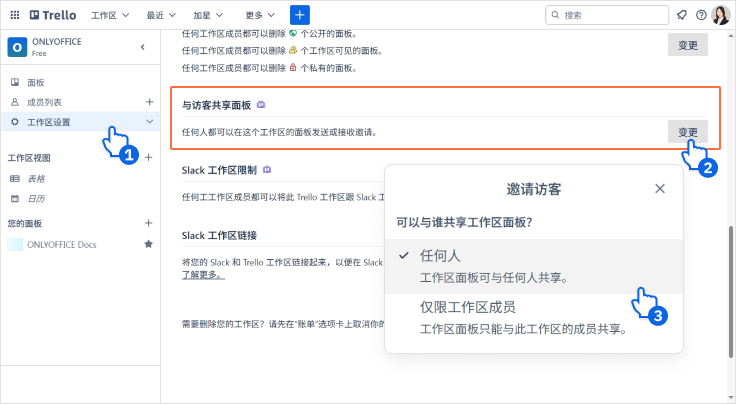 Trello 工作区 最近 加星 更多 + 搜索
O ONLYOFFICE
Free
面板
成员列表
工作区设置
1
工作区视图
表格
日历
您的面板
ONLYOFFICE Docs
任何工作区成员都可以删除 个公开的面板。
任何工作区成员都可以删除 个工作区可见的面板。
任何工作区成员都可以删除 个私有的面板。
变更
与访客共享面板
任何人都可以在这个工作区的面板发送或接收邀请。
变更
2
Slack 工作区限制
任何工工作区成员都可以将此 Trello 工作区跟 Slack
Slack 工作区链接
将您的 Slack 和 Trello 工作区链接起来，以便在 Slack
了解更多。
需要删除您的工作区？请先在"账单"选项卡上取消你的
邀请访客
可以与谁共享工作区面板?
任何人
工作区面板可与任何人共享。
仅限工作区成员
工作区面板只能与此工作区的成员共享。
3